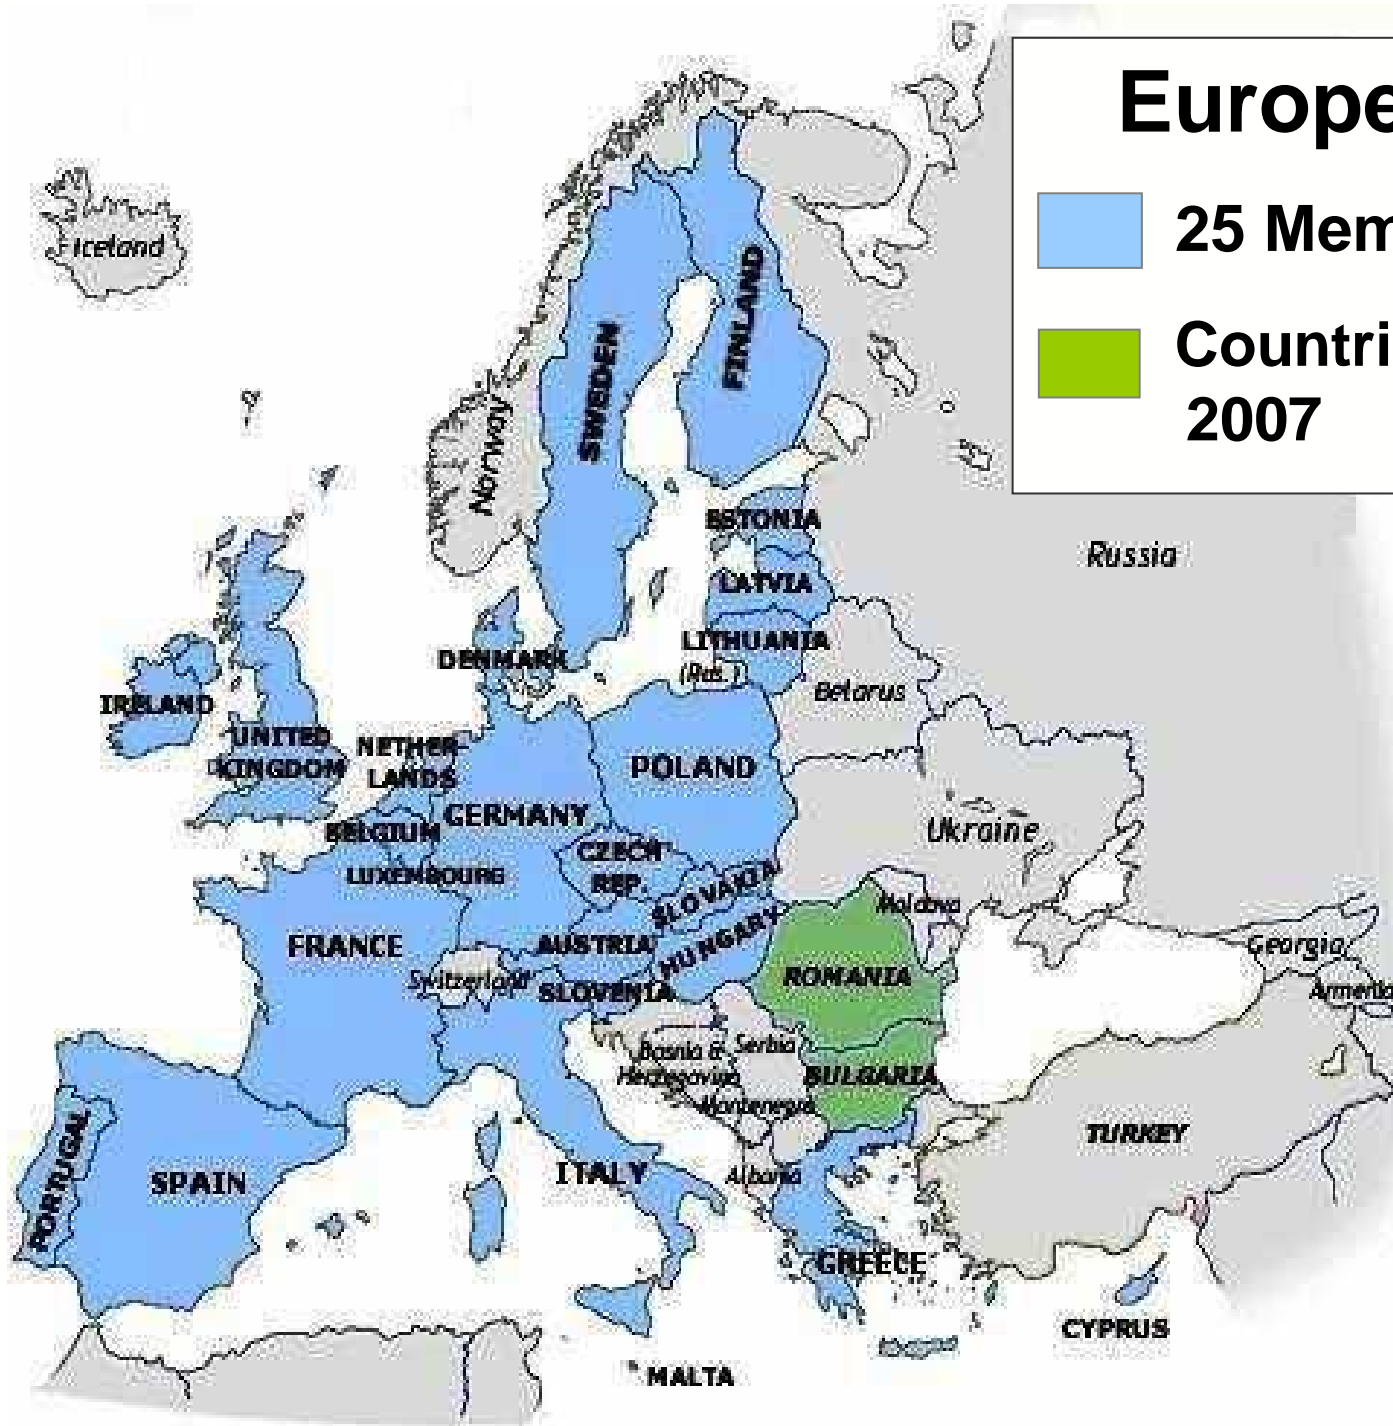 Europe
25 Mem
Countri
2007
Iceland
FINLAND
SWEDEN
Norway
ESTONIA
Russia
LATVIA
LITHUANIA
(Rus.)
DENMARK
Belarus
IRELAND
UNITED
KINGDOM
NETHER-
LANDS
POLAND
GERMANY
BELGIUM
Ukraine
CZECH
REP.
LUXEMBOURG
SLOVAKIA
Moldova
FRANCE
AUSTRIA
HUNGARY
Georgia
Switzerland
SLOVENIA
ROMANIA
Armenia
Bosnia &
Herzegovina
Serbia
BULGARIA
Montenegro
TURKEY
PORTUGAL
SPAIN
ITALY
Albania
GREECE
CYPRUS
MALTA